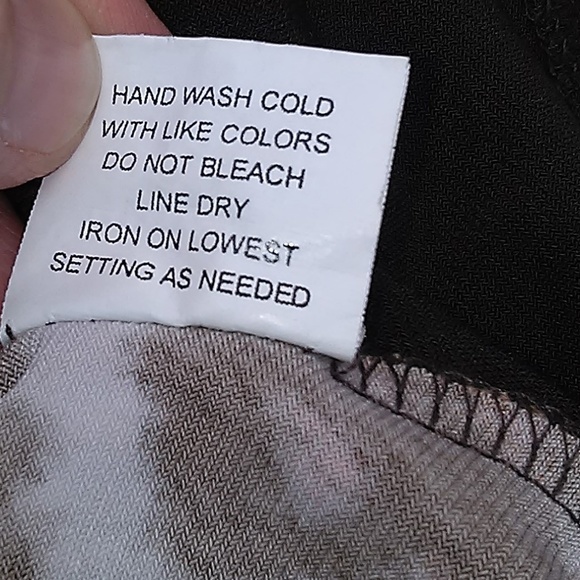 HAND WASH COLD
WITH LIKE COLORS
DO NOT BLEACH
LINE DRY
IRON ON LOWEST
SETTING AS NEEDED